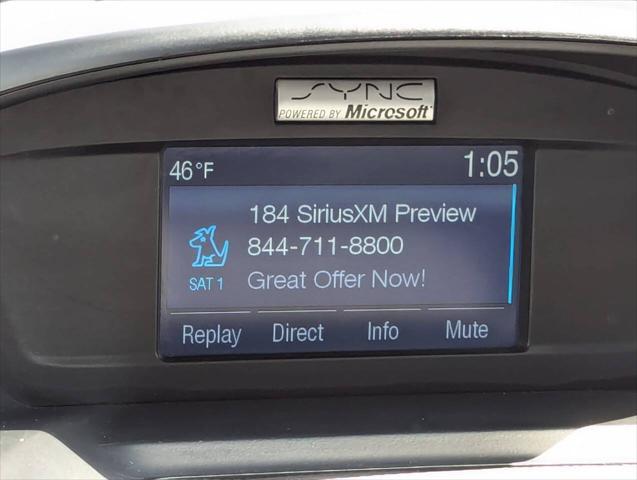 SYNC
POWERED BY Microsoft®
46°F 1:05
184 SiriusXM Preview
844-711-8800
SAT 1 Great Offer Now!
Replay Direct Info Mute